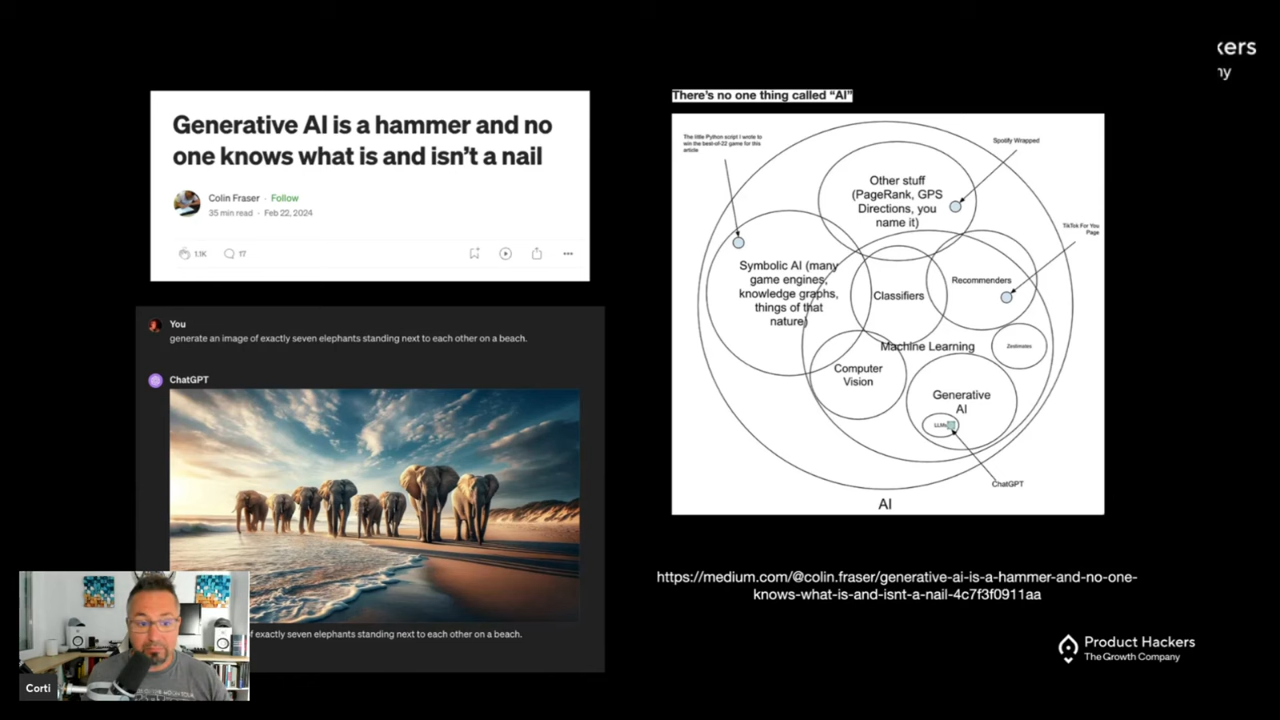 kers
ny
Generative AI is a hammer and no
one knows what is and isn't a nail
Colin Fraser · Follow
35 min read · Feb 22, 2024
1.1K
17
You
generate an image of exactly seven elephants standing next to each other on a beach.
ChatGPT
of exactly seven elephants standing next to each other on a beach.
Corti
There's no one thing called "AI"
The little Python script I wrote to
win the best-of-22 game for this
article
Spotify Wrapped
TikTok For You
Page
Other stuff
(PageRank, GPS
Directions, you
name it)
Symbolic AI (many
game engines,
knowledge graphs,
things of that
nature)
Classifiers
Recommenders
Machine Learning
Zestimates
Computer
Vision
Generative
AI
LLMs
ChatGPT
AI
https://medium.com/@colin.fraser/generative-ai-is-a-hammer-and-no-one-
knows-what-is-and-isnt-a-nail-4c7f3f0911aa
Product Hackers
The Growth Company